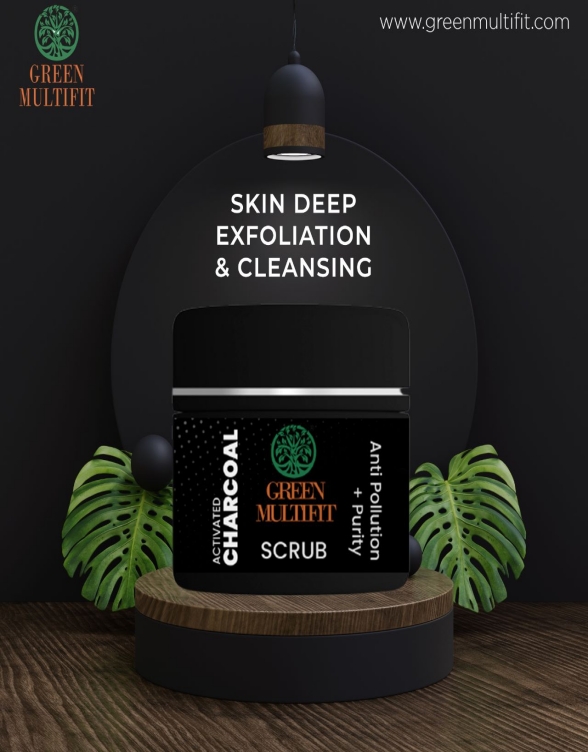 GREEN
MULTIFIT
www.greenmultifit.com
SKIN DEEP
EXFOLIATION
& CLEANSING
ACTIVATED
CHARCOAL
GREEN
MULTIFIT
SCRUB
Anti Pollution
+ Purity